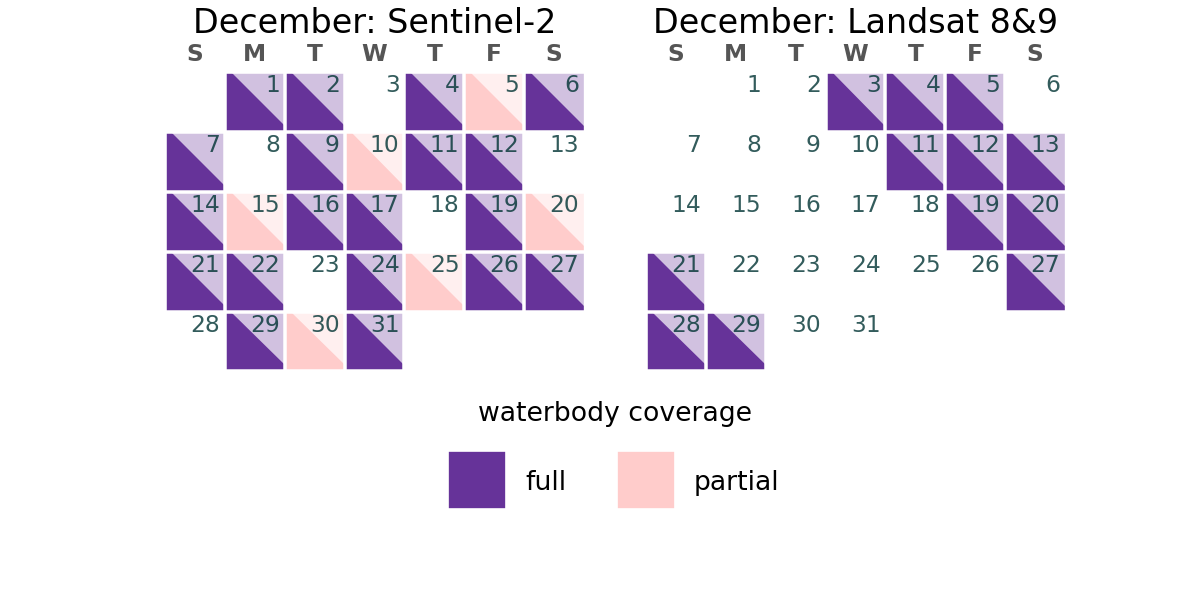 December: Sentinel-2
S M T W T F S
1 2 3 4 5 6
7 8 9 10 11 12 13
14 15 16 17 18 19 20
21 22 23 24 25 26 27
28 29 30 31
December: Landsat 8&9
S M T W T F S
1 2 3 4 5 6
7 8 9 10 11 12 13
14 15 16 17 18 19 20
21 22 23 24 25 26 27
28 29 30 31
waterbody coverage
full partial